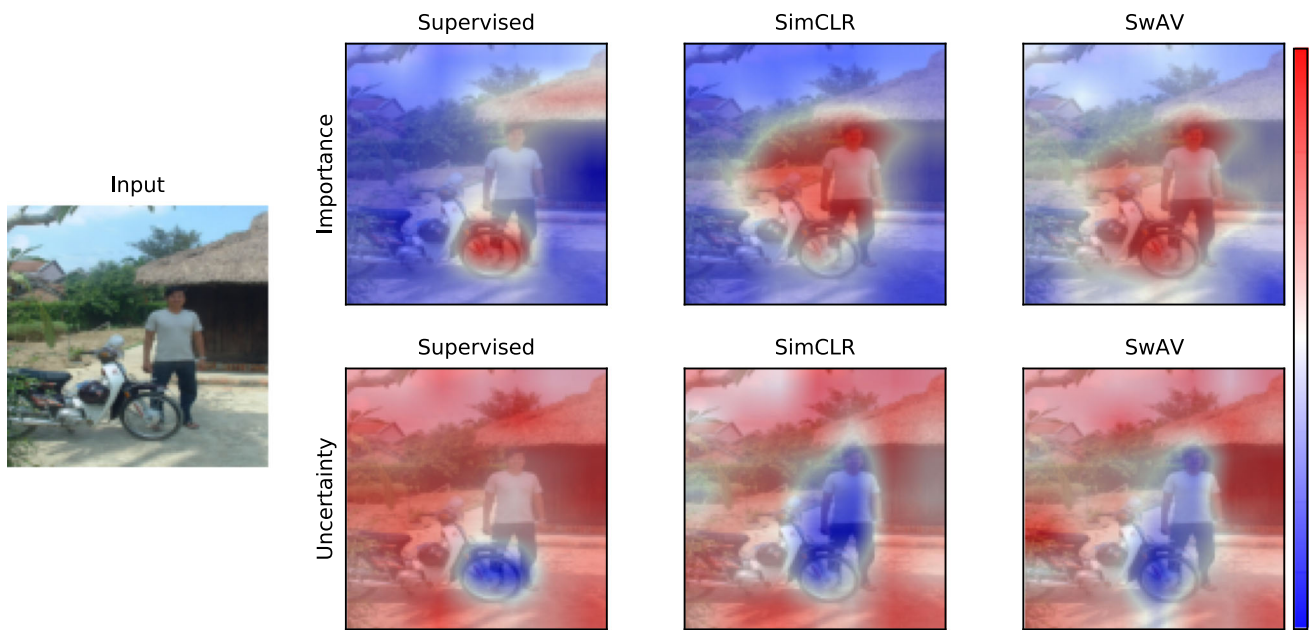 Input
Supervised
SimCLR
SwAV
Importance
Supervised
SimCLR
SwAV
Uncertainty